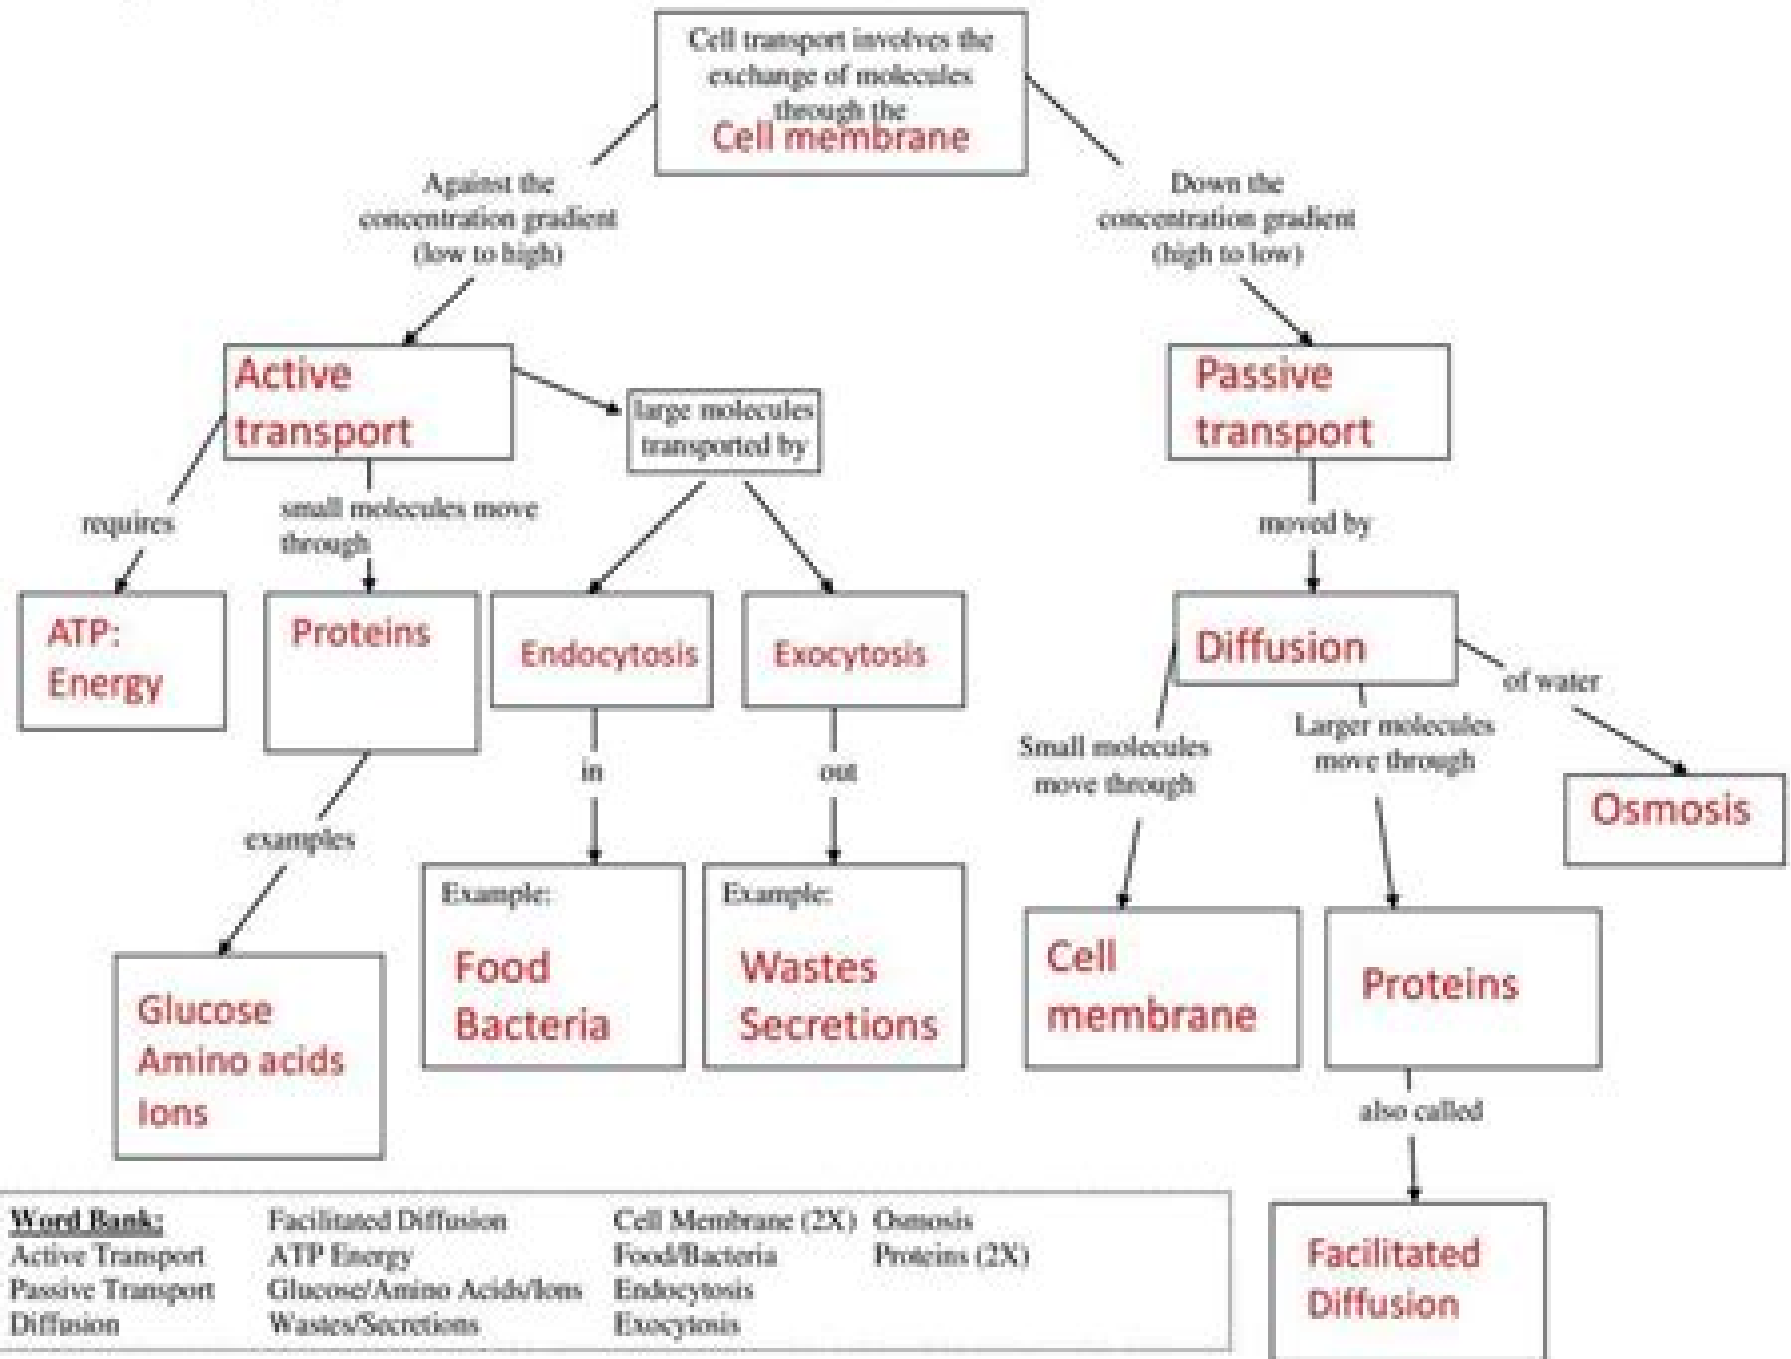 Cell transport involves the
exchange of molecules
through the
Cell membrane
Against the
concentration gradient
(low to high)
Down the
concentration gradient
(high to low)
Active
transport
large molecules
transported by
Passive
transport
requires
small molecules move
through
moved by
ATP:
Energy
Proteins
Endocytosis
Exocytosis
Diffusion
of water
Small molecules
move through
Larger molecules
move through
in
out
Osmosis
examples
Example:
Food
Bacteria
Example:
Wastes
Secretions
Cell
membrane
Proteins
Glucose
Amino acids
Ions
also called
Facilitated
Diffusion
Word Bank: Facilitated Diffusion Cell Membrane (2X) Osmosis
Active Transport ATP Energy Food/Bacteria Proteins (2X)
Passive Transport Glucose/Amino Acids/Ions Endocytosis
Diffusion Wastes/Secretions Exocytosis